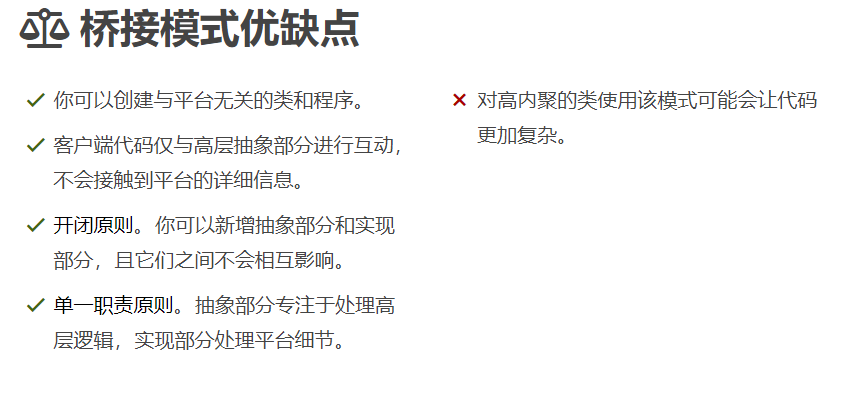 桥接模式优缺点
你可以创建与平台无关的类和程序。
客户端代码仅与高层抽象部分进行互动，
不会接触到平台的详细信息。
开闭原则。你可以新增抽象部分和实现
部分，且它们之间不会相互影响。
单一职责原则。抽象部分专注于处理高
层逻辑，实现部分处理平台细节。
对高内聚的类使用该模式可能会让代码
更加复杂。